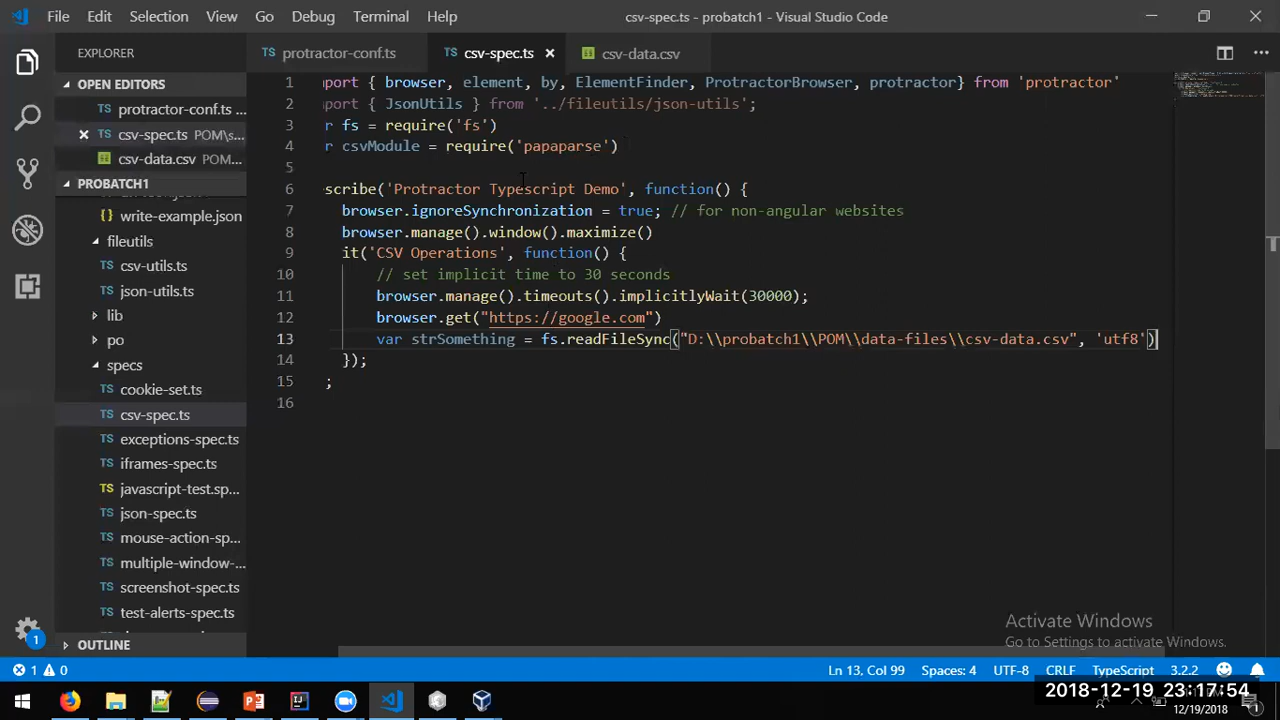 File Edit Selection View Go Debug Terminal Help
csv-spec.ts - probatch1 - Visual Studio Code
EXPLORER
protractor-conf.ts csv-spec.ts csv-data.csv
OPEN EDITORS
protractor-conf.ts ...
csv-spec.ts POM\s...
csv-data.csv POM...
PROBATCH1
write-example.json
fileutils
csv-utils.ts
json-utils.ts
lib
po
specs
cookie-set.ts
csv-spec.ts
exceptions-spec.ts
iframes-spec.ts
javascript-test.sp...
json-spec.ts
mouse-action-sp...
multiple-window-...
screenshot-spec.ts
test-alerts-spec.ts
OUTLINE
1 port { browser, element, by, ElementFinder, ProtractorBrowser, protractor} from 'protractor'
2 port { JsonUtils } from '../fileutils/json-utils';
3 r fs = require('fs')
4 r csvModule = require('papaparse')
5
6 scribe('Protractor Typescript Demo', function() {
7 browser.ignoreSynchronization = true; // for non-angular websites
8 browser.manage().window().maximize()
9 it('CSV Operations', function() {
10 // set implicit time to 30 seconds
11 browser.manage().timeouts().implicitlyWait(30000);
12 browser.get("https://google.com")
13 var strSomething = fs.readFileSync("D:\\probatch1\\POM\\data-files\\csv-data.csv", 'utf8')
14 });
15 ;
16
Activate Windows
Go to Settings to activate Windows.
1 0 Ln 13, Col 99 Spaces: 4 UTF-8 CRLF TypeScript 3.2.2
1
2018-12-19 23:17:54
12/19/2018